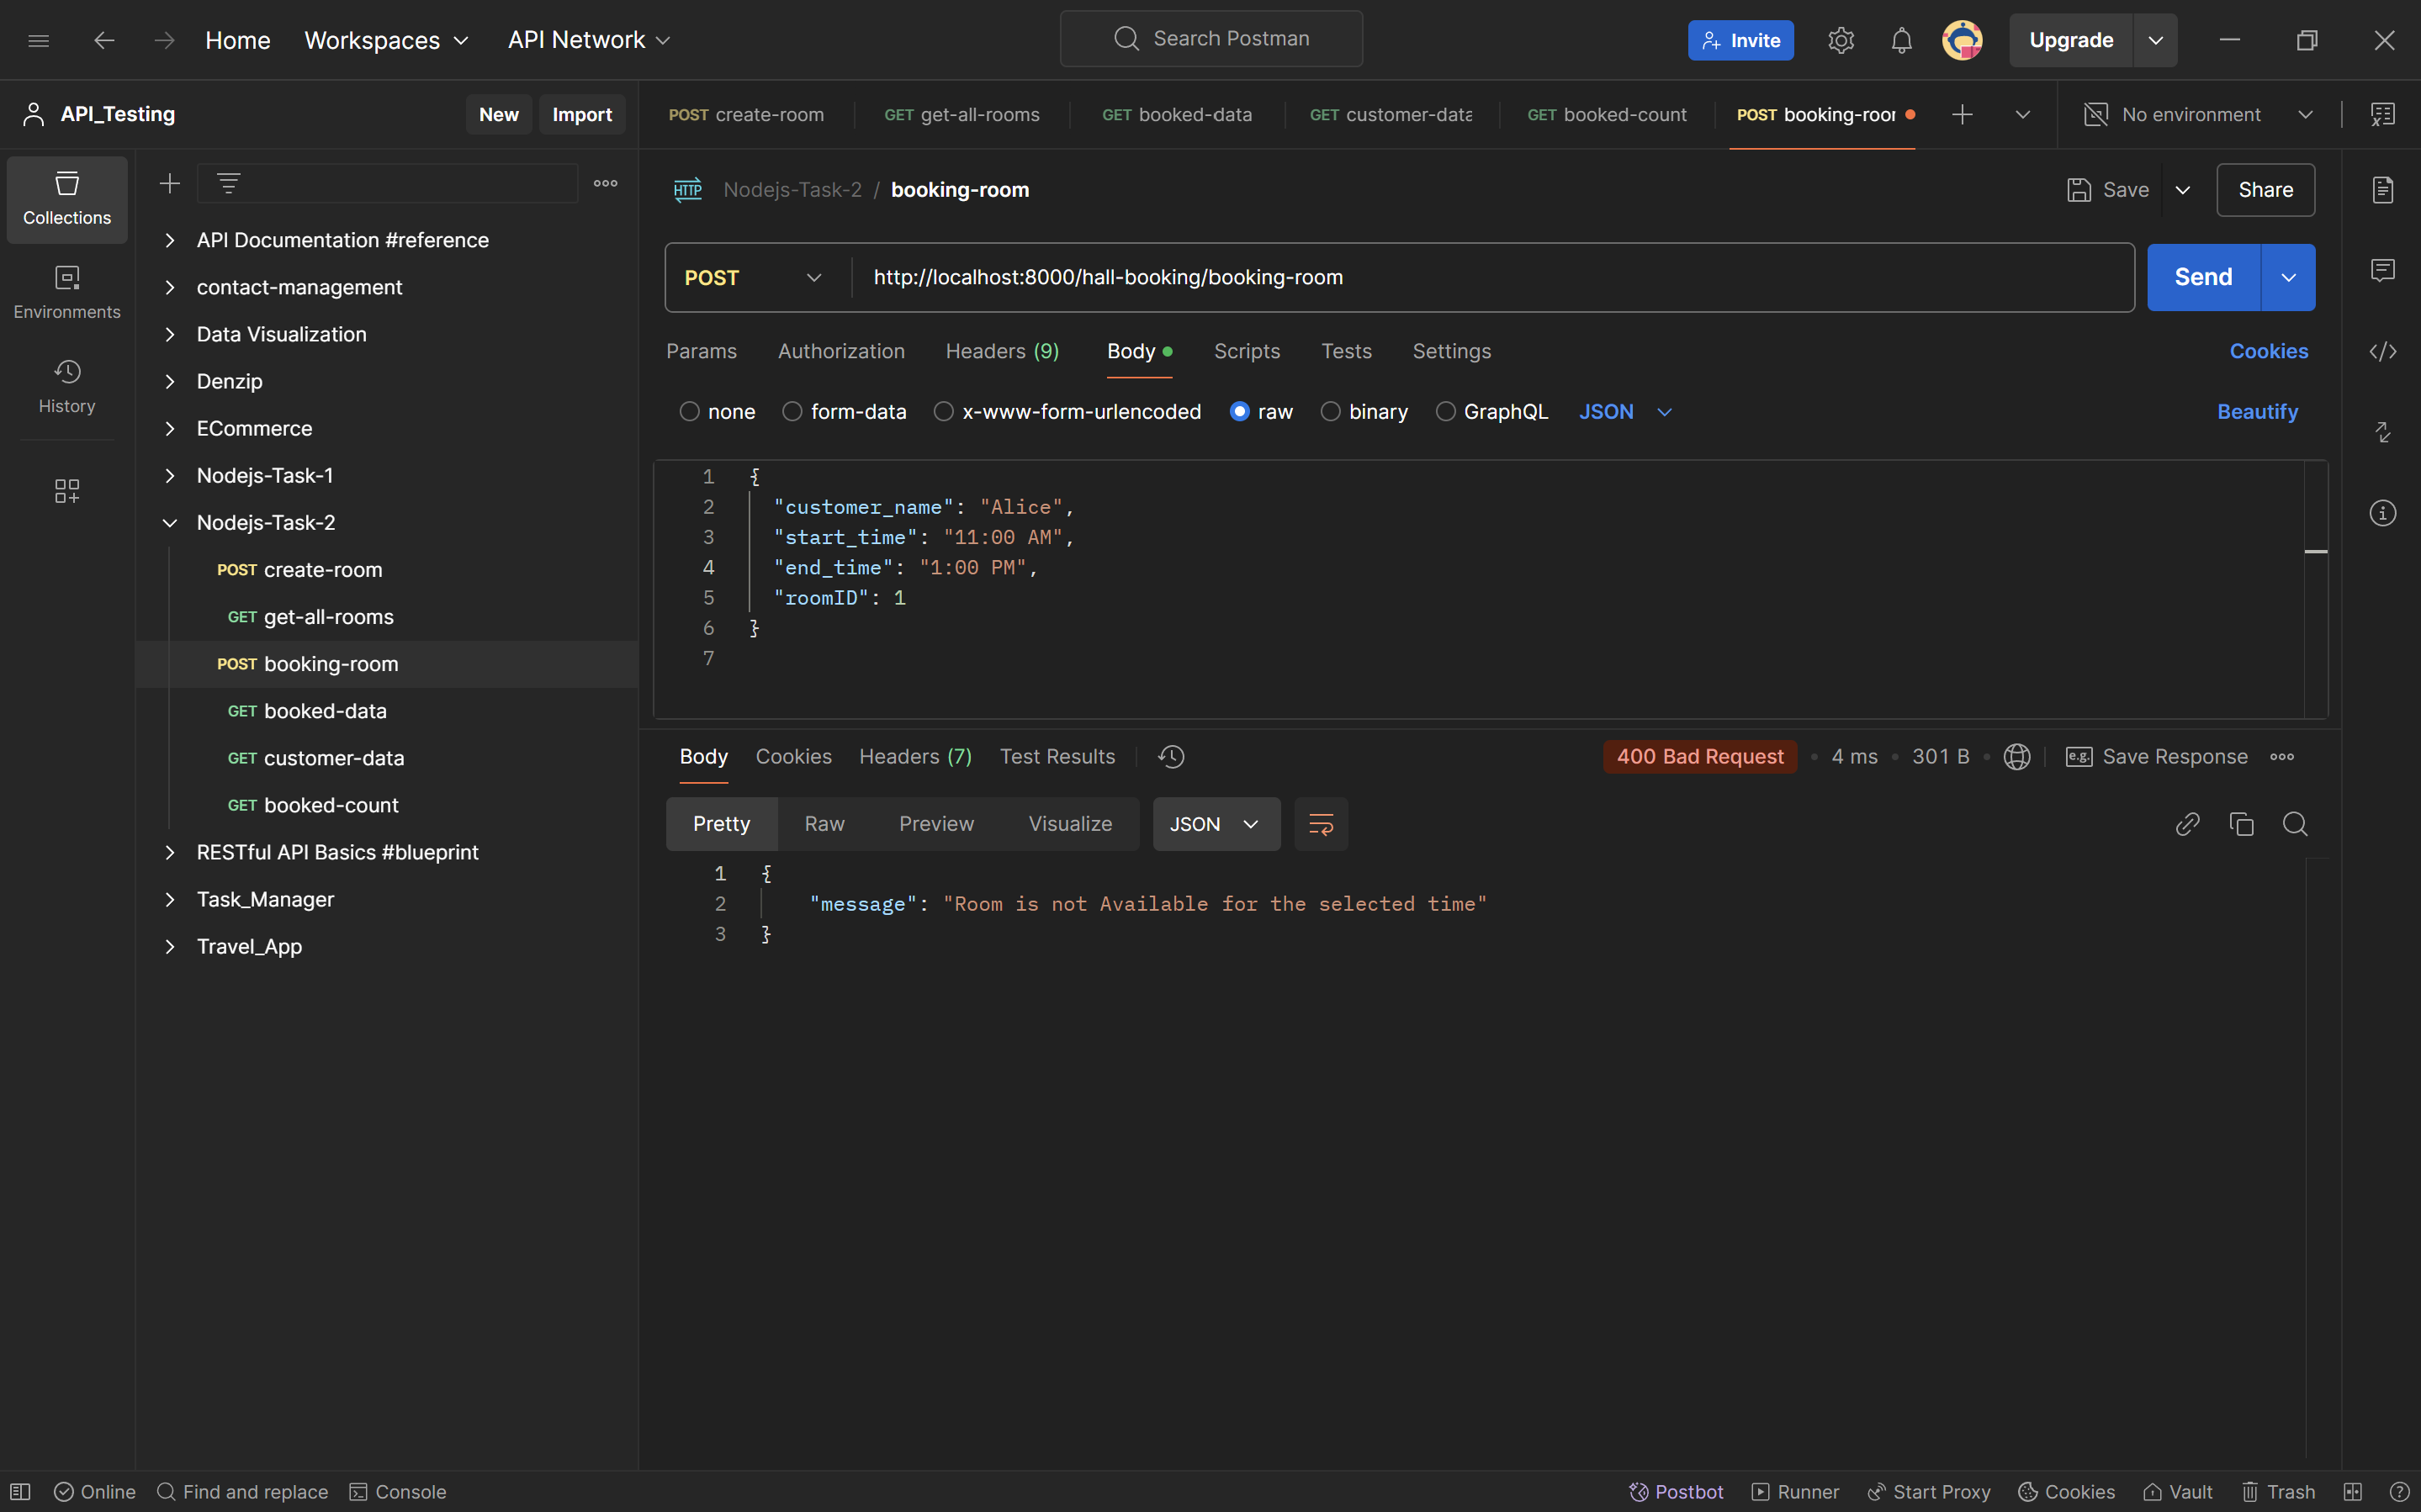 Home Workspaces API Network Search Postman Invite Upgrade
API_Testing New Import
POST create-room GET get-all-rooms GET booked-data GET customer-data GET booked-count POST booking-roor No environment
Collections
Environments
History
API Documentation #reference
contact-management
Data Visualization
Denzip
ECommerce
Nodejs-Task-1
Nodejs-Task-2
POST create-room
GET get-all-rooms
POST booking-room
GET booked-data
GET customer-data
GET booked-count
RESTful API Basics #blueprint
Task_Manager
Travel_App
HTTP Nodejs-Task-2 / booking-room Save Share
POST http://localhost:8000/hall-booking/booking-room Send
Params Authorization Headers (9) Body Scripts Tests Settings Cookies
none form-data x-www-form-urlencoded raw binary GraphQL JSON Beautify
1 {
2 "customer_name": "Alice",
3 "start_time": "11:00 AM",
4 "end_time": "1:00 PM",
5 "roomID": 1
6 }
7
Body Cookies Headers (7) Test Results 400 Bad Request 4 ms 301 B e.g. Save Response
Pretty Raw Preview Visualize JSON
1 {
2 "message": "Room is not Available for the selected time"
3 }
Online Find and replace Console Postbot Runner Start Proxy Cookies Vault Trash